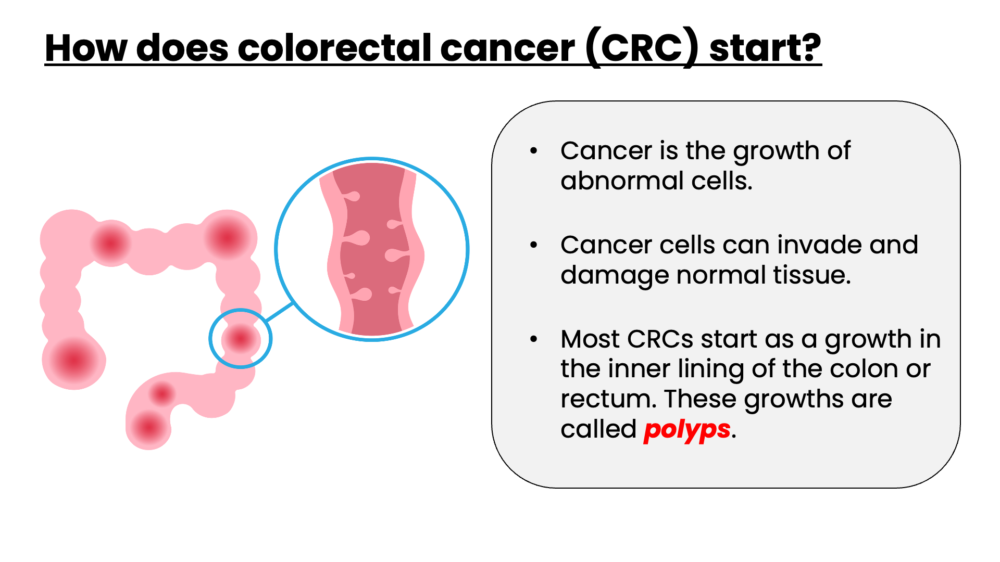 How does colorectal cancer (CRC) start?
• Cancer is the growth of
abnormal cells.
• Cancer cells can invade and
damage normal tissue.
• Most CRCs start as a growth in
the inner lining of the colon or
rectum. These growths are
called polyps.